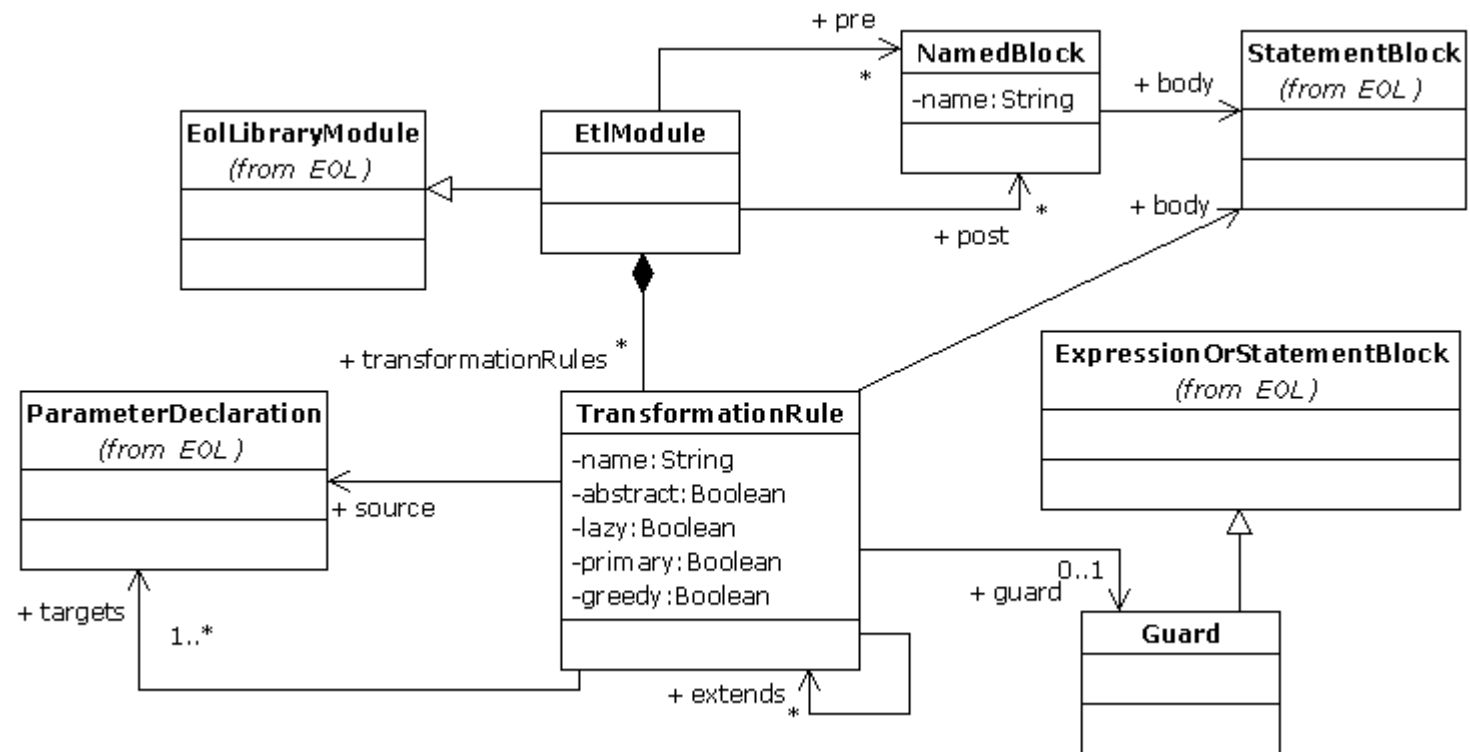 + pre
*
NamedBlock
-name:String
+ body
StatementBlock
(from EOL)
EolLibraryModule
(from EOL)
EtlModule
+ post
*
+ body
+ transformationRules
*
ExpressionOrStatementBlock
(from EOL)
ParameterDeclaration
(from EOL)
TransformationRule
-name:String
-abstract:Boolean
-lazy:Boolean
-primary:Boolean
-greedy:Boolean
+ source
+ targets
1..*
+ guard
0..1
Guard
+ extends
*